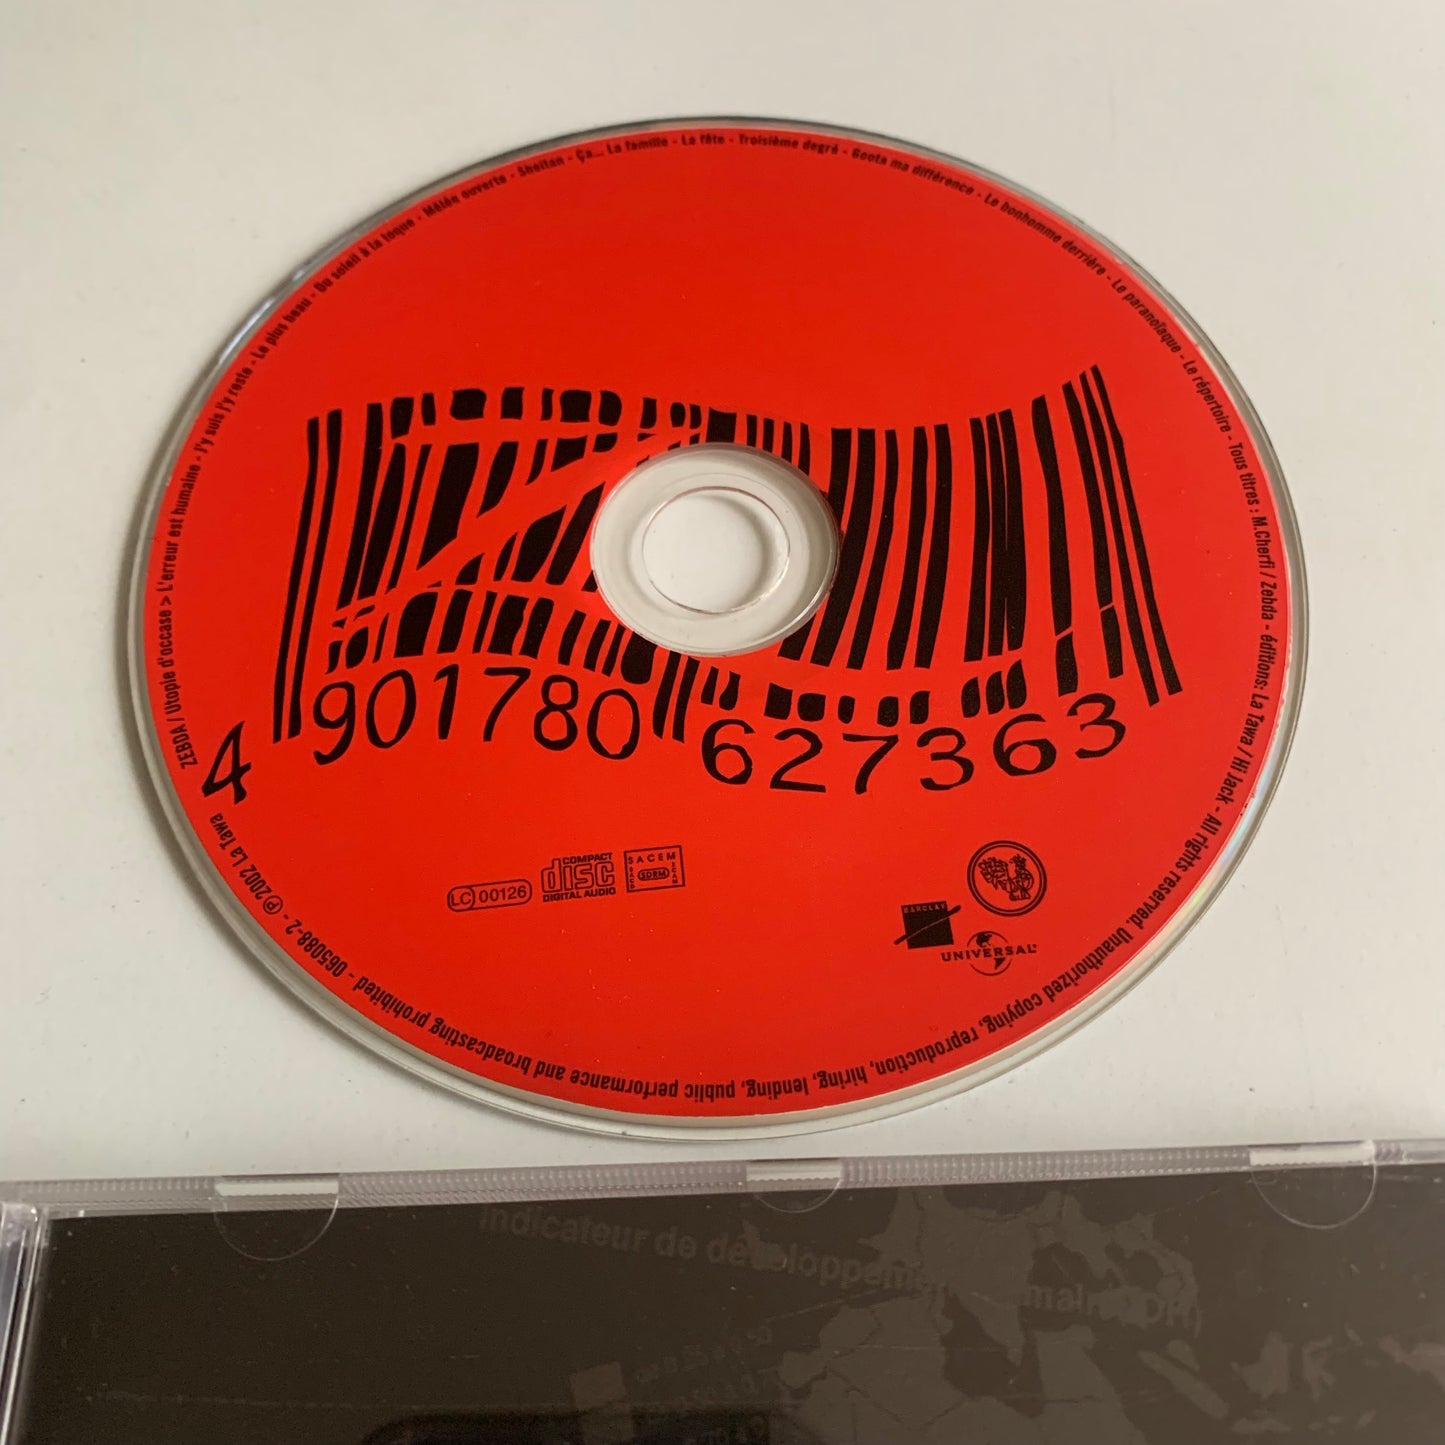 ZEBDA / Utopie d'occase > L'erreur est humaine - J'y suis j'y reste - Le plus beau - Du soleil à la toque - Mêlée ouverte - Sheitan - Ça... La famille - La fête - Troisième degré - Goota ma différence - Le bonhomme derrière - Le paranoïaque - Le répertoire - Tous titres : M.Cherfi / Zebda - éditions: La Tawa / Hi Jack - All rights reserved. Unauthorized copying, reproduction, hiring, lending, public performance and broadcasting prohibited - 065088-2 - ℗2002 La Tawa
4 901780 627363
LC 00126
COMPACT
disc
DIGITAL AUDIO
SACEM
SACD
SDRM
SCAM
BARCLAY
UNIVERSAL
Indicateur de développement